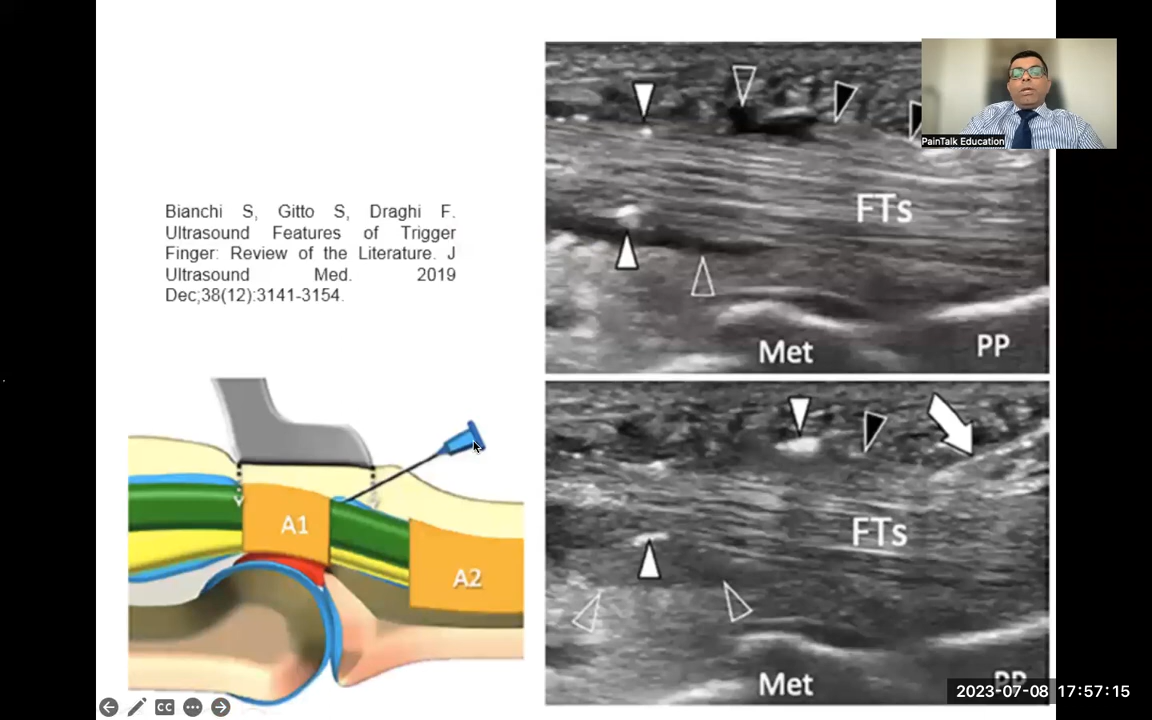 Bianchi S, Gitto S, Draghi F.
Ultrasound Features of Trigger
Finger: Review of the Literature. J
Ultrasound Med. 2019
Dec;38(12):3141-3154.
A1
A2
FTs
Met
PP
FTs
Met
PP
PainTalk Education
CC
2023-07-08 17:57:15